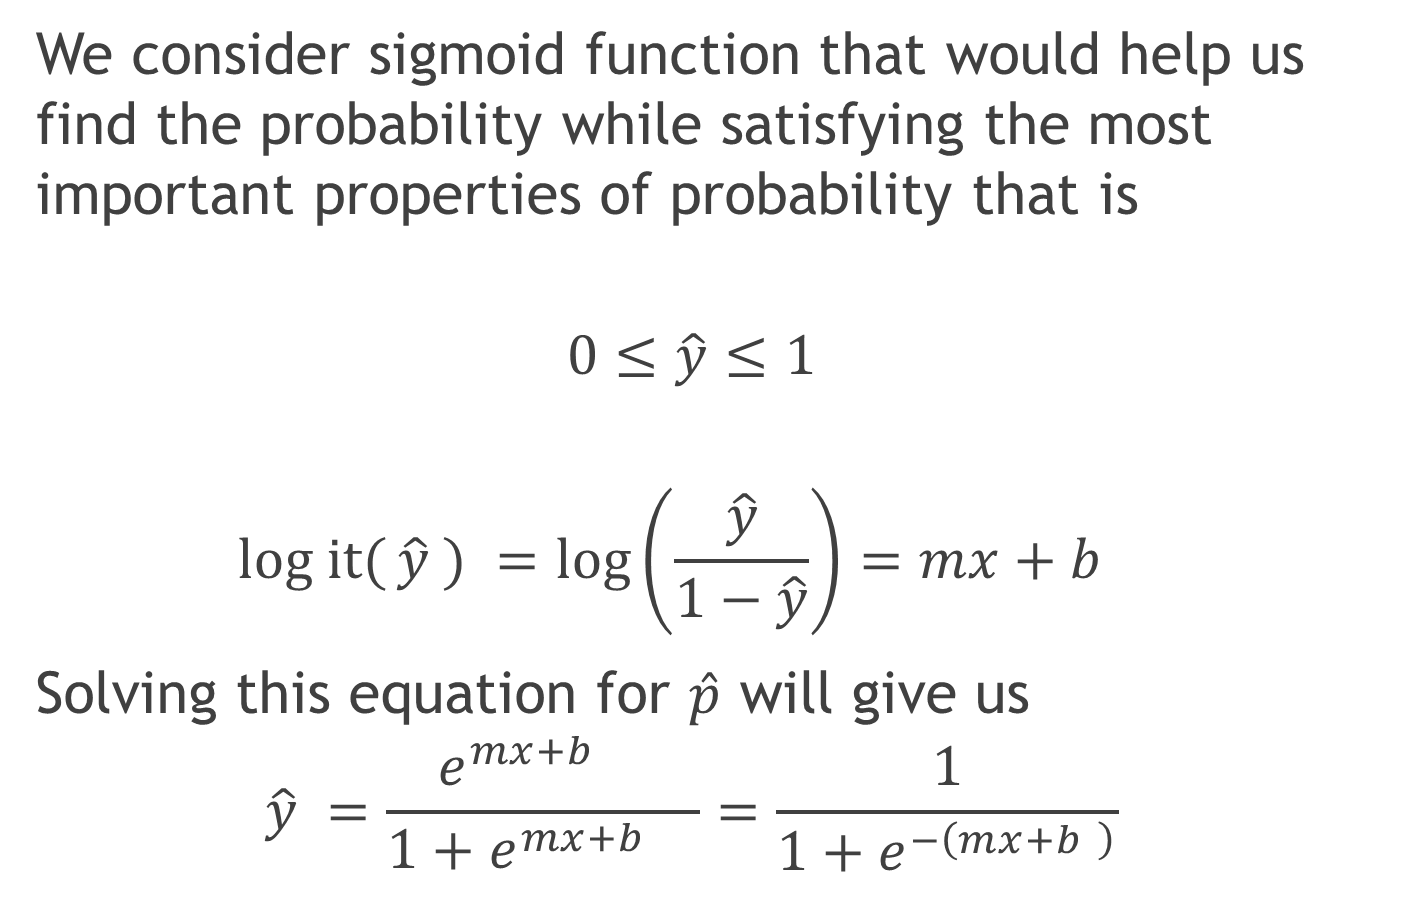 We consider sigmoid function that would help us
find the probability while satisfying the most
important properties of probability that is
0 ≤ ŷ ≤ 1
log it( ŷ ) = log(ŷ / (1 − ŷ)) = mx + b
Solving this equation for p̂ will give us
ŷ = e^(mx+b) / (1 + e^(mx+b)) = 1 / (1 + e^(−(mx+b )))